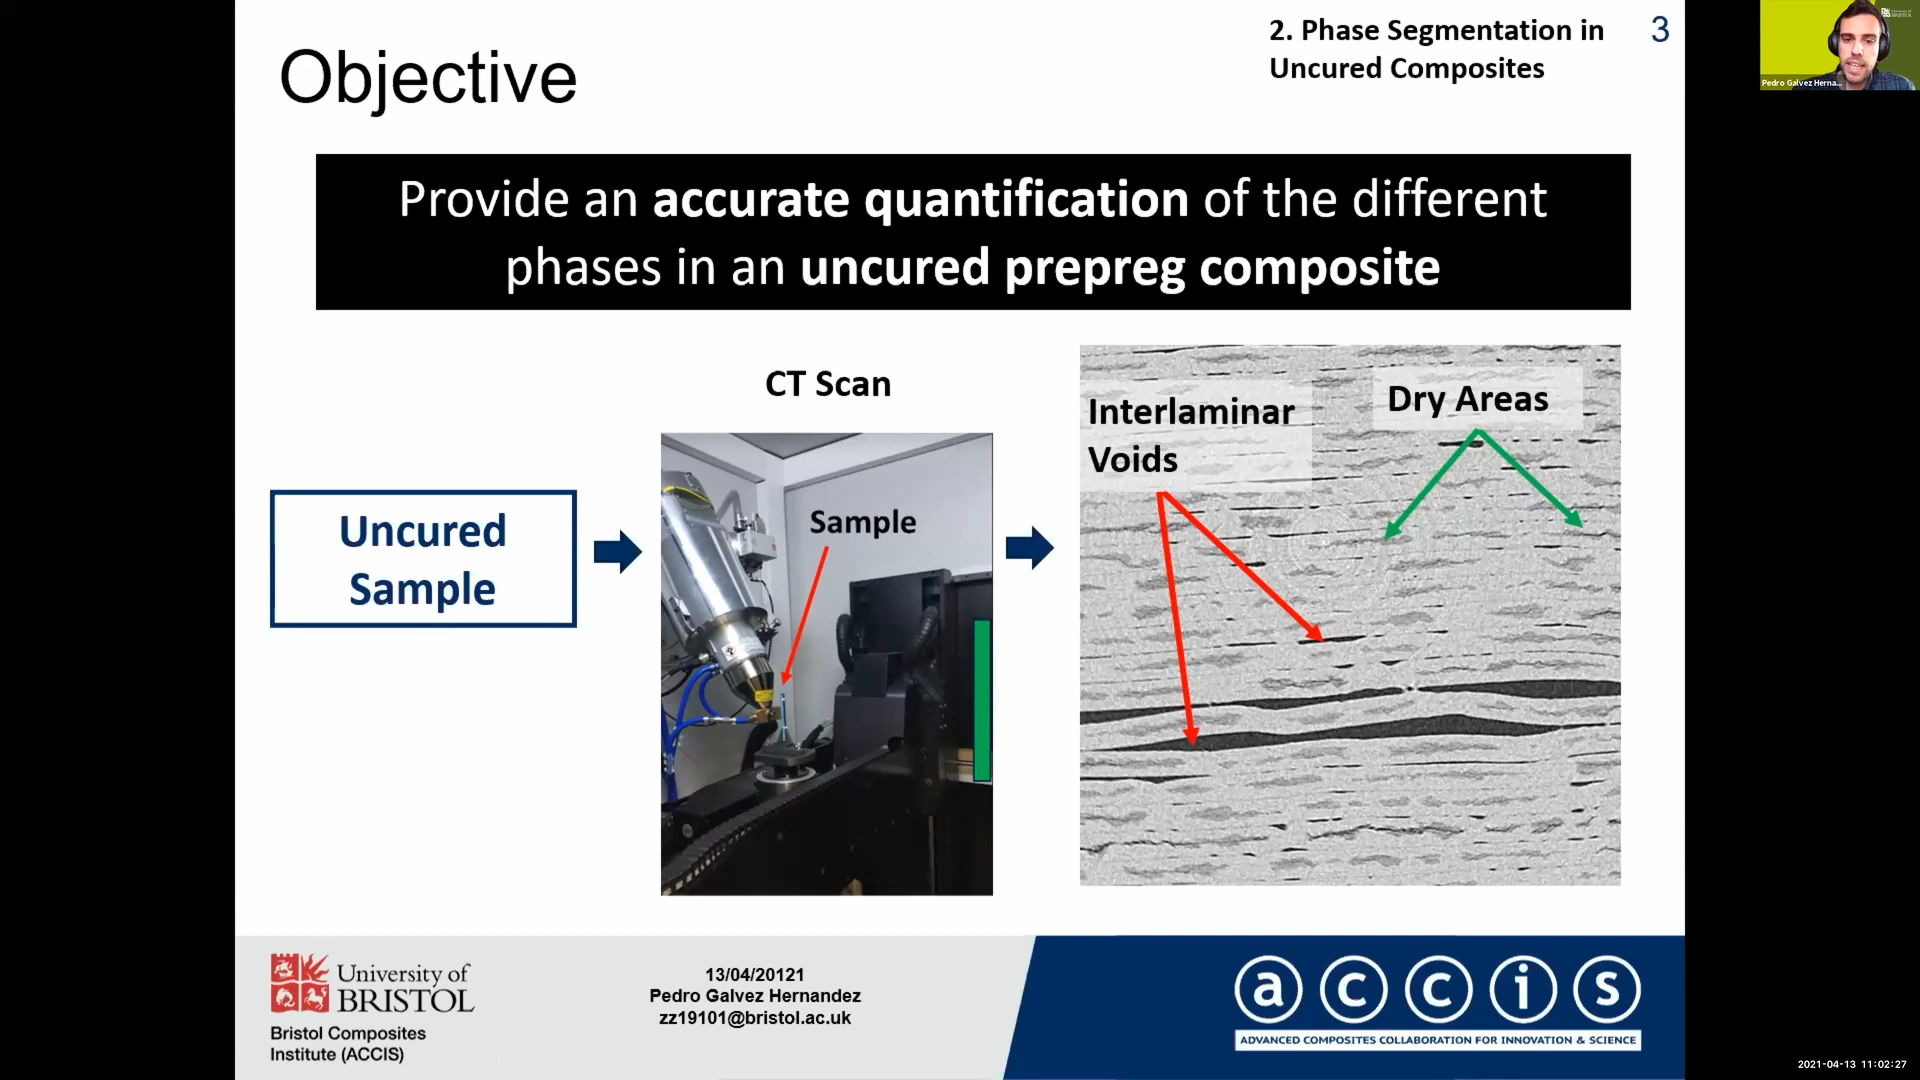 Objective
2. Phase Segmentation in
Uncured Composites
3
Provide an accurate quantification of the different
phases in an uncured prepreg composite
CT Scan
Uncured
Sample
Sample
Interlaminar
Voids
Dry Areas
University of
BRISTOL
Bristol Composites
Institute (ACCIS)
13/04/20121
Pedro Galvez Hernandez
zz19101@bristol.ac.uk
accis
ADVANCED COMPOSITES COLLABORATION FOR INNOVATION & SCIENCE
Pedro Galvez Herna...
2021-04-13 11:02:27